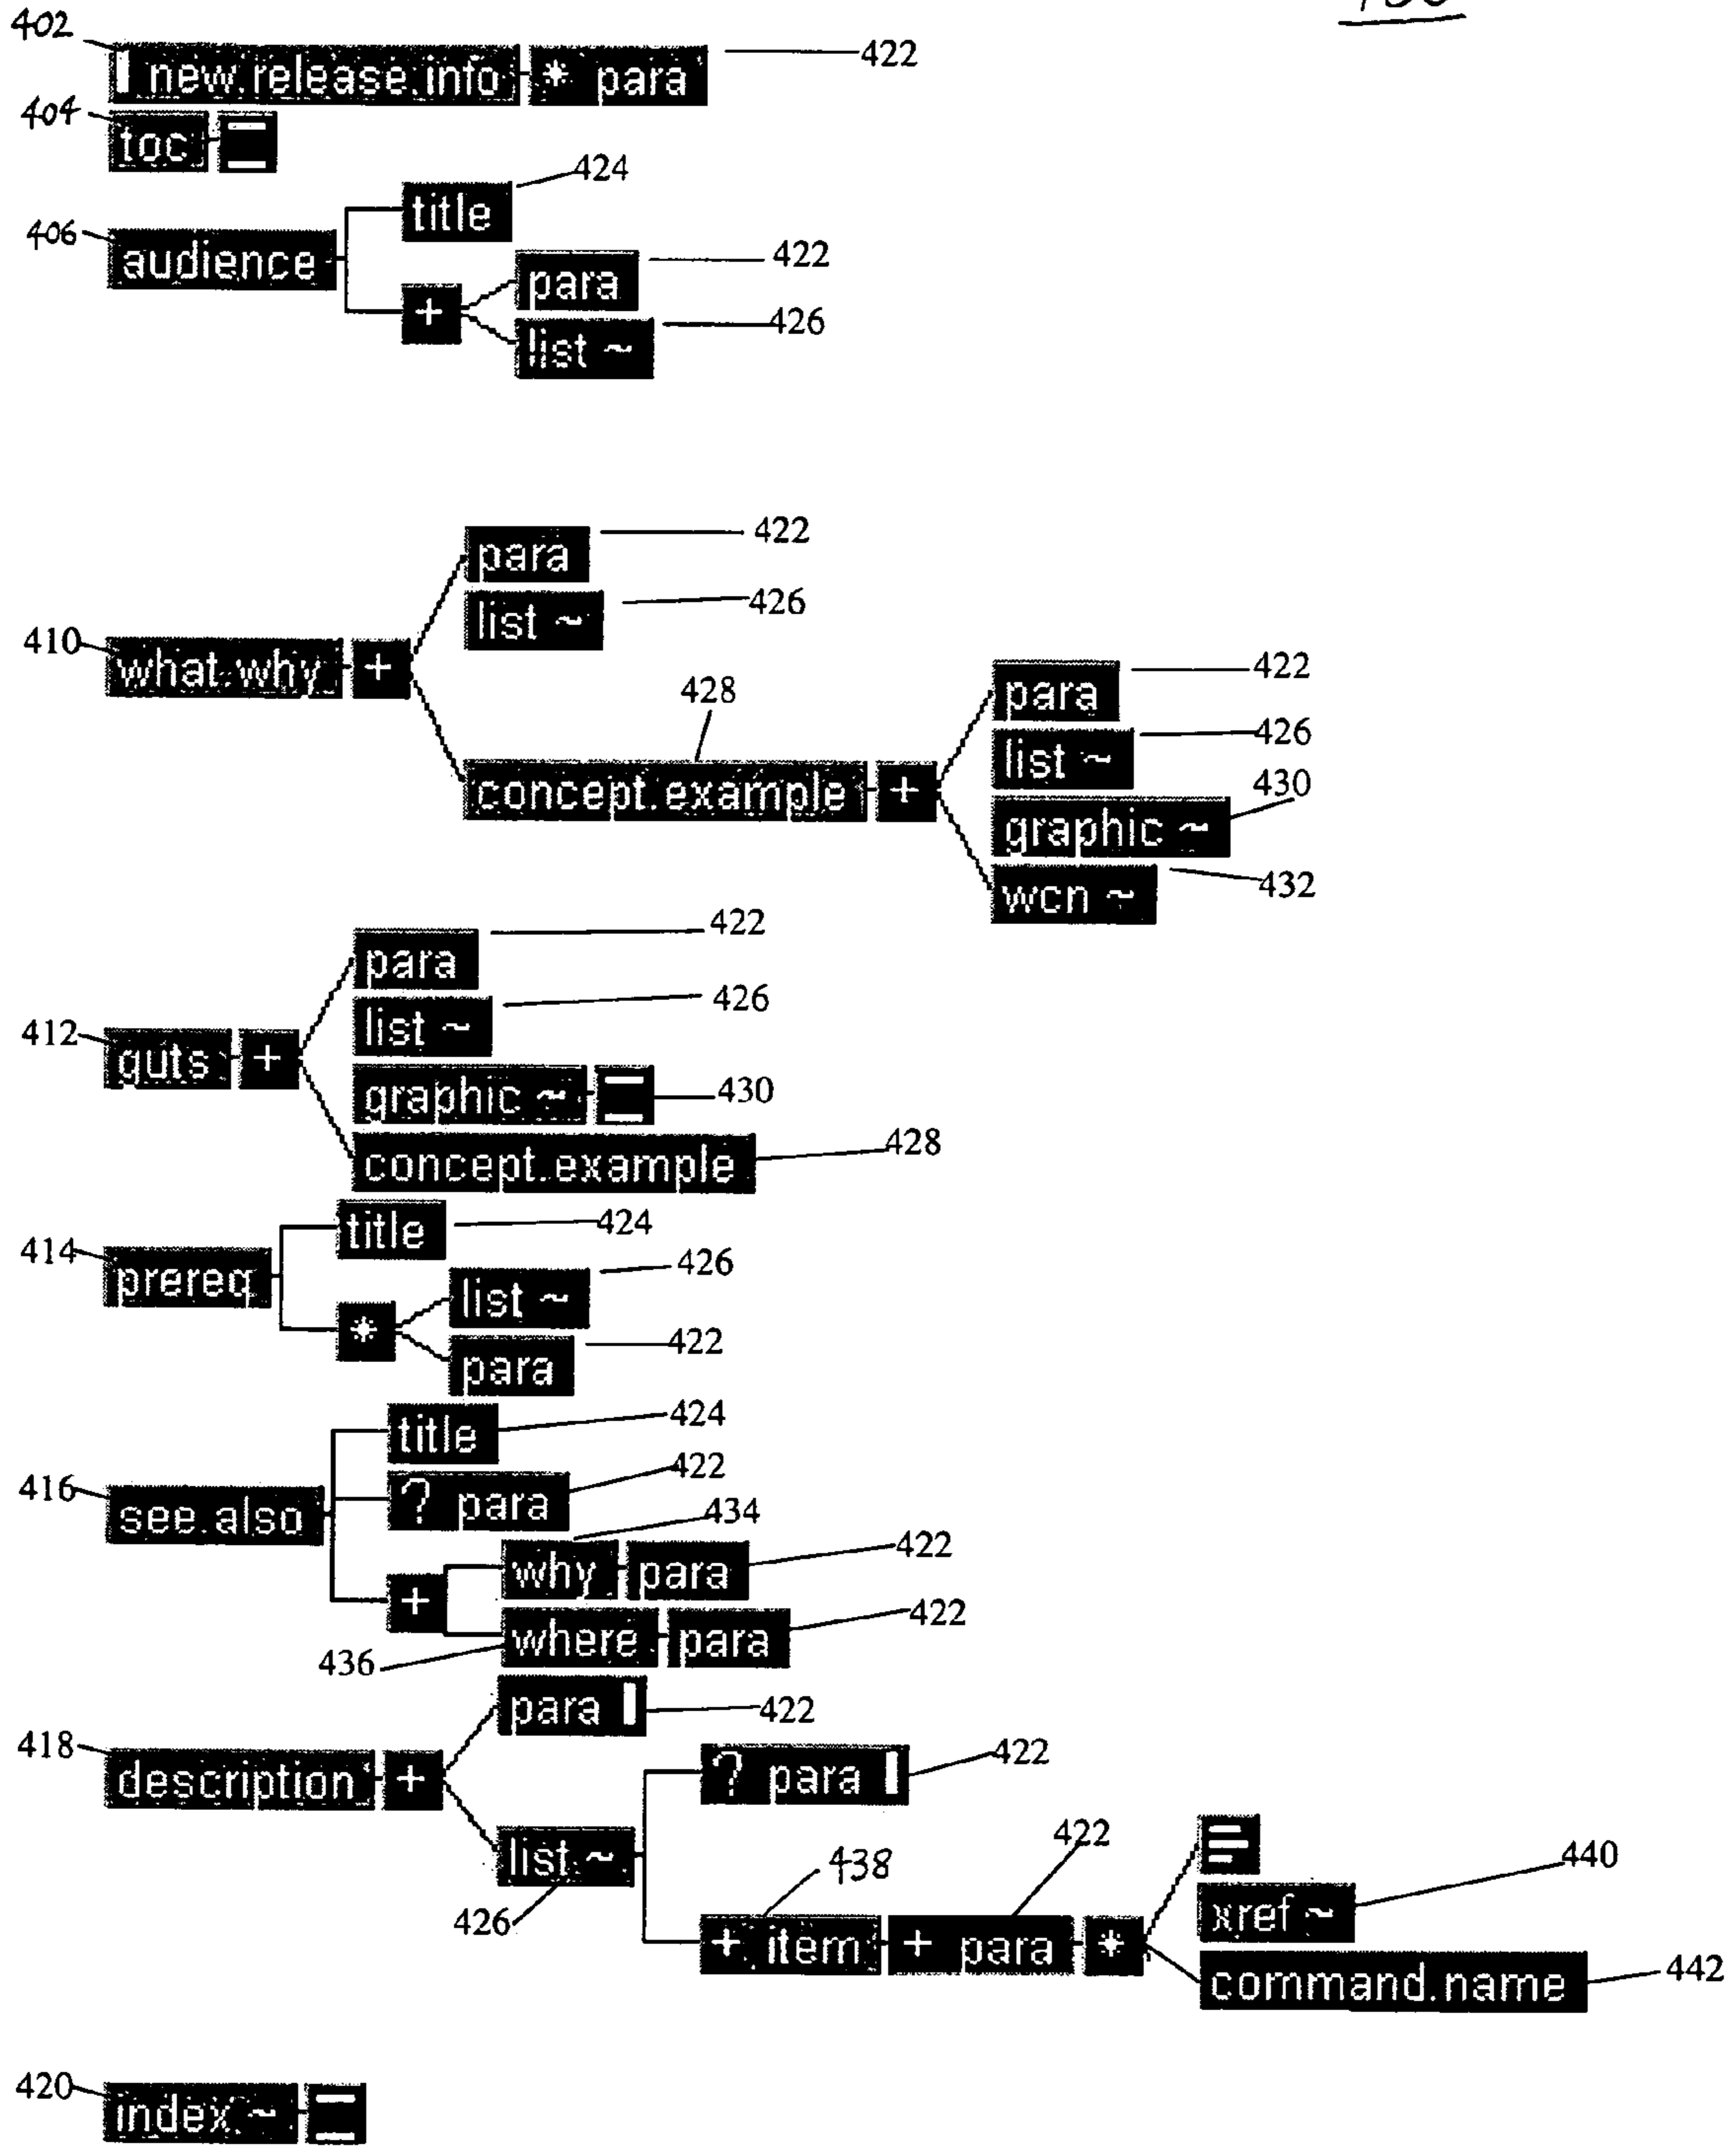 402 new.release.info * para 422
404 toc
title 424
406 audience
para 422
+
list ~ 426
para 422
list ~ 426
410 what.why +
para 422
428
list ~ 426
concept.example +
graphic ~ 430
wcn ~ 432
para 422
list ~ 426
412 guts +
graphic ~ 430
concept.example 428
title 424
414 prereq
list ~ 426
*
para 422
title 424
? para 422
416 see.also
434
why para 422
+
where para 422
436
para 422
418 description +
? para 422
list ~
426
438
422
+ item + para *
xref ~ 440
command.name 442
420 index ~